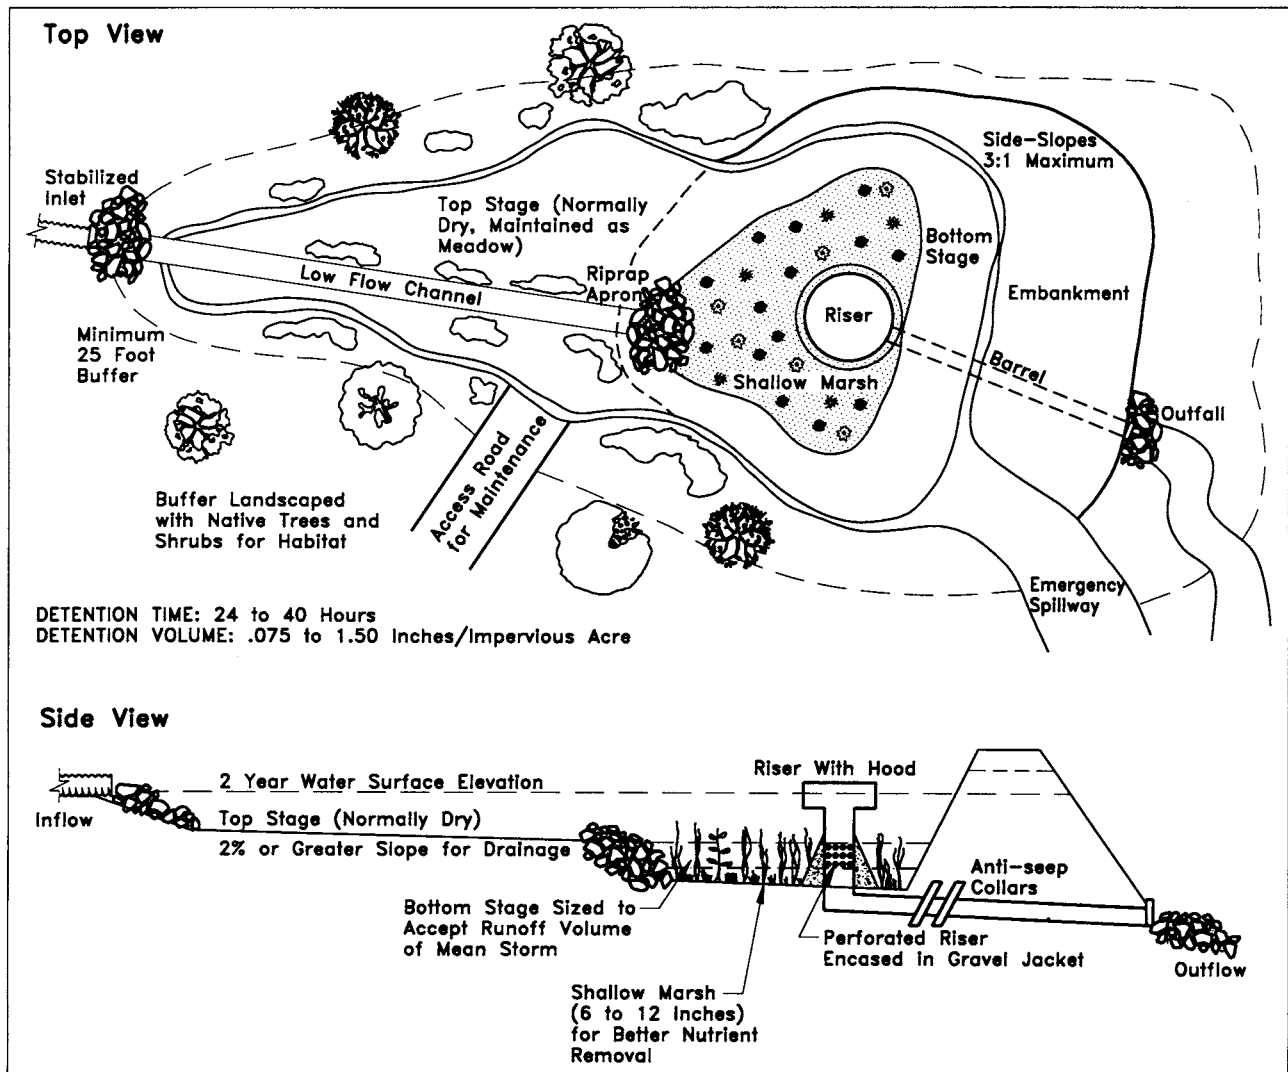 Top View
Stabilized
Inlet
Side-Slopes
3:1 Maximum
Top Stage (Normally
Dry, Maintained as
Meadow)
Bottom
Stage
Riprap
Apron
Low Flow Channel
Embankment
Riser
Minimum
25 Foot
Buffer
Barrel
Shallow Marsh
Outfall
Access Road
for Maintenance
Buffer Landscaped
with Native Trees and
Shrubs for Habitat
Emergency
Spillway
DETENTION TIME: 24 to 40 Hours
DETENTION VOLUME: .075 to 1.50 Inches/Impervious Acre
Side View
2 Year Water Surface Elevation
Riser With Hood
Inflow
Top Stage (Normally Dry)
2% or Greater Slope for Drainage
Anti-seep
Collars
Bottom Stage Sized to
Accept Runoff Volume
of Mean Storm
Perforated Riser
Encased in Gravel Jacket
Outflow
Shallow Marsh
(6 to 12 Inches)
for Better Nutrient
Removal